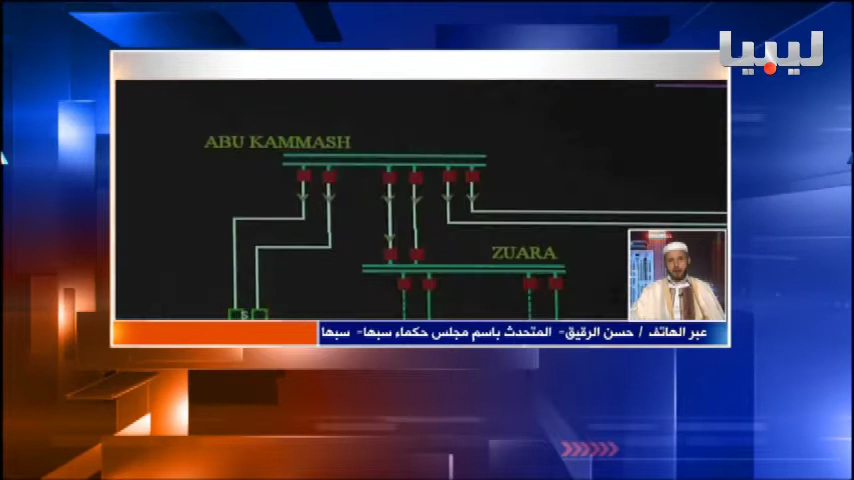 ليبيا
ABU KAMMASH
ZUARA
عبر الهاتف / حسن الرقيق- المتحدث باسم مجلس حكماء سبها- سبها